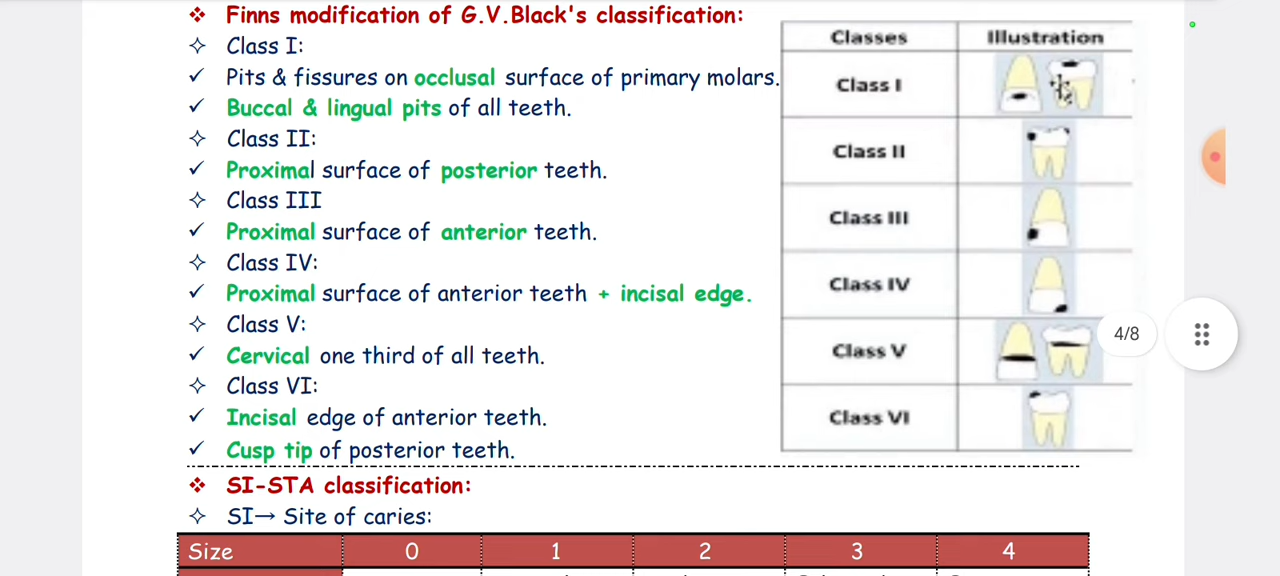 ❖ Finns modification of G.V.Black's classification:
✧ Class I:
✓ Pits & fissures on occlusal surface of primary molars.
✓ Buccal & lingual pits of all teeth.
✧ Class II:
✓ Proximal surface of posterior teeth.
✧ Class III
✓ Proximal surface of anterior teeth.
✧ Class IV:
✓ Proximal surface of anterior teeth + incisal edge.
✧ Class V:
✓ Cervical one third of all teeth.
✧ Class VI:
✓ Incisal edge of anterior teeth.
✓ Cusp tip of posterior teeth.
Classes Illustration
Class I
Class II
Class III
Class IV
Class V
Class VI
4/8
❖ SI-STA classification:
✧ SI→ Site of caries:
Size 0 1 2 3 4